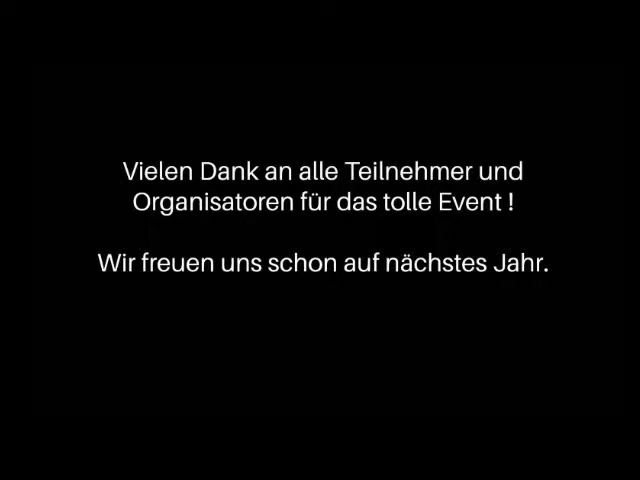 Vielen Dank an alle Teilnehmer und
Organisatoren für das tolle Event !
Wir freuen uns schon auf nächstes Jahr.